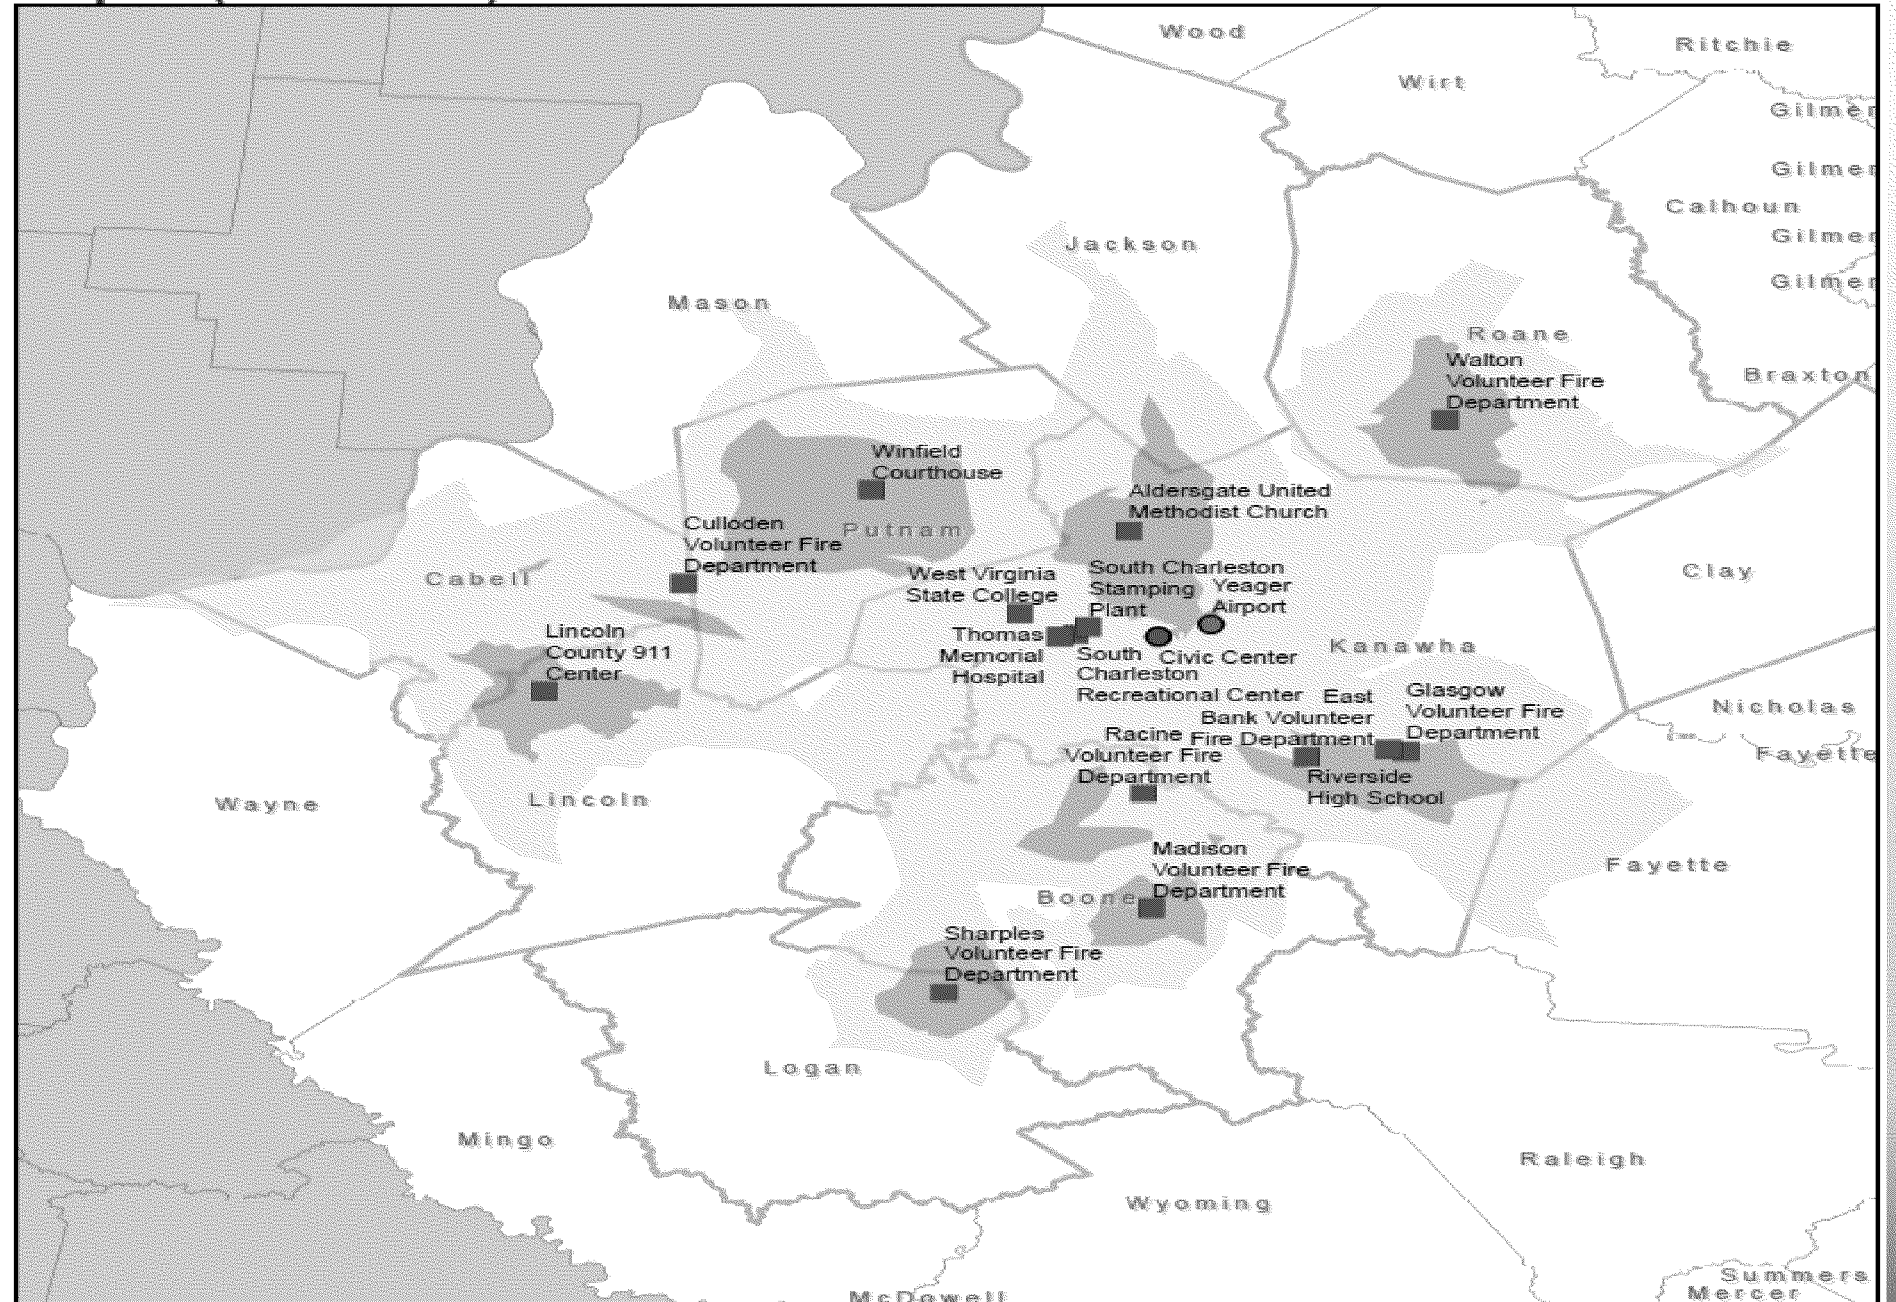 Wood
Ritchie
Wirt
Gilmer
Gilmer
Calhoun
Gilmer
Jackson
Gilmer
Mason
Roane
Walton
Volunteer Fire
Department
Braxton
Winfield
Courthouse
Aldersgate United
Methodist Church
Culloden
Volunteer Fire
Department
Putnam
Cabell
West Virginia
State College
South Charleston
Stamping
Plant
Yeager
Airport
Clay
Lincoln
County 911
Center
Thomas
Memorial
Hospital
South
Charleston
Recreational Center
Civic Center
Kanawha
East
Bank Volunteer
Fire Department
Glasgow
Volunteer Fire
Department
Nicholas
Fayette
Racine
Volunteer Fire
Department
Riverside
High School
Wayne
Lincoln
Madison
Volunteer Fire
Department
Fayette
Boone
Sharples
Volunteer Fire
Department
Logan
Mingo
Raleigh
Wyoming
Summers
Mercer
McDowell